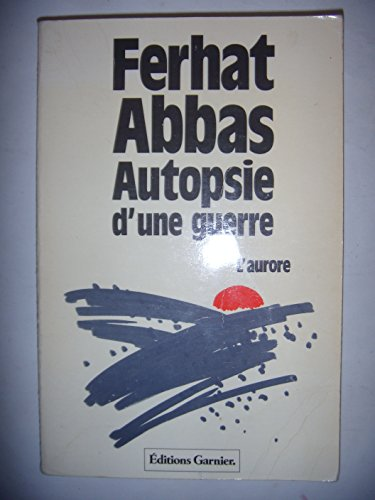 Ferhat
Abbas
Autopsie
d'une guerre
L'aurore
Éditions Garnier.